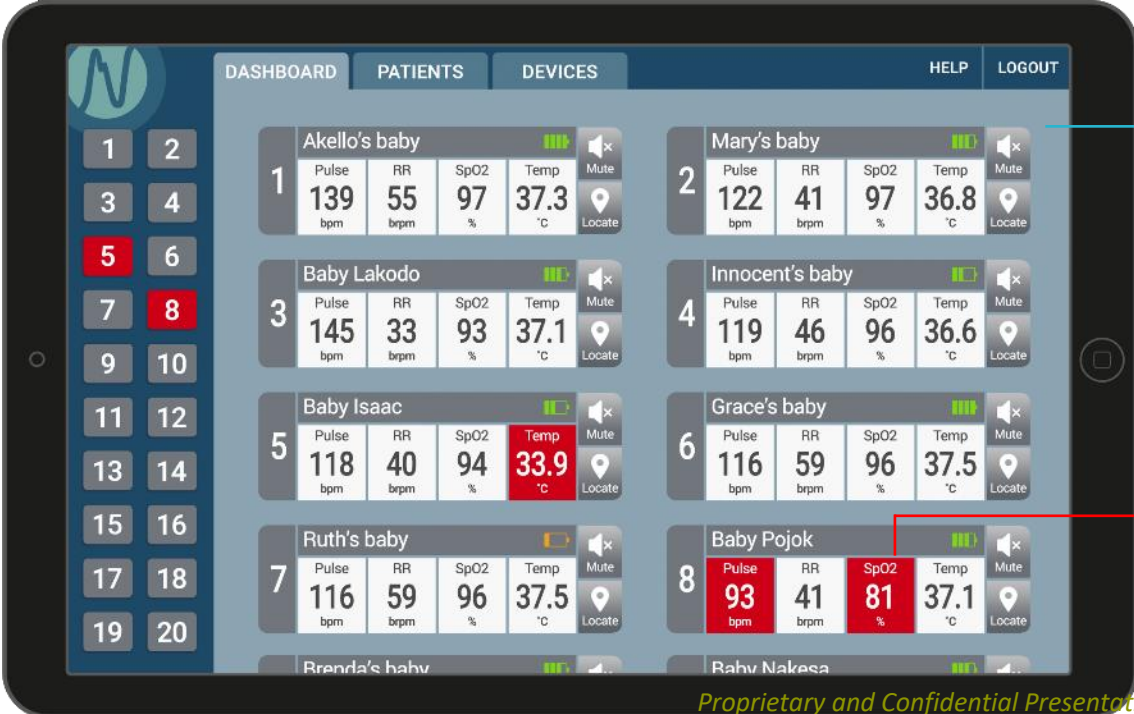 N
DASHBOARD PATIENTS DEVICES HELP LOGOUT
1 2
3 4
5 6
7 8
9 10
11 12
13 14
15 16
17 18
19 20
1 Akello's baby Mute
Pulse RR SpO2 Temp
139 55 97 37.3
bpm brpm % °C Locate
2 Mary's baby Mute
Pulse RR SpO2 Temp
122 41 97 36.8
bpm brpm % °C Locate
3 Baby Lakodo Mute
Pulse RR SpO2 Temp
145 33 93 37.1
bpm brpm % °C Locate
4 Innocent's baby Mute
Pulse RR SpO2 Temp
119 46 96 36.6
bpm brpm % °C Locate
5 Baby Isaac Mute
Pulse RR SpO2 Temp
118 40 94 33.9
bpm brpm % °C Locate
6 Grace's baby Mute
Pulse RR SpO2 Temp
116 59 96 37.5
bpm brpm % °C Locate
7 Ruth's baby Mute
Pulse RR SpO2 Temp
116 59 96 37.5
bpm brpm % °C Locate
8 Baby Pojok Mute
Pulse RR SpO2 Temp
93 41 81 37.1
bpm brpm % °C Locate
Brenda's baby
Baby Nakesa
Proprietary and Confidential Presentat